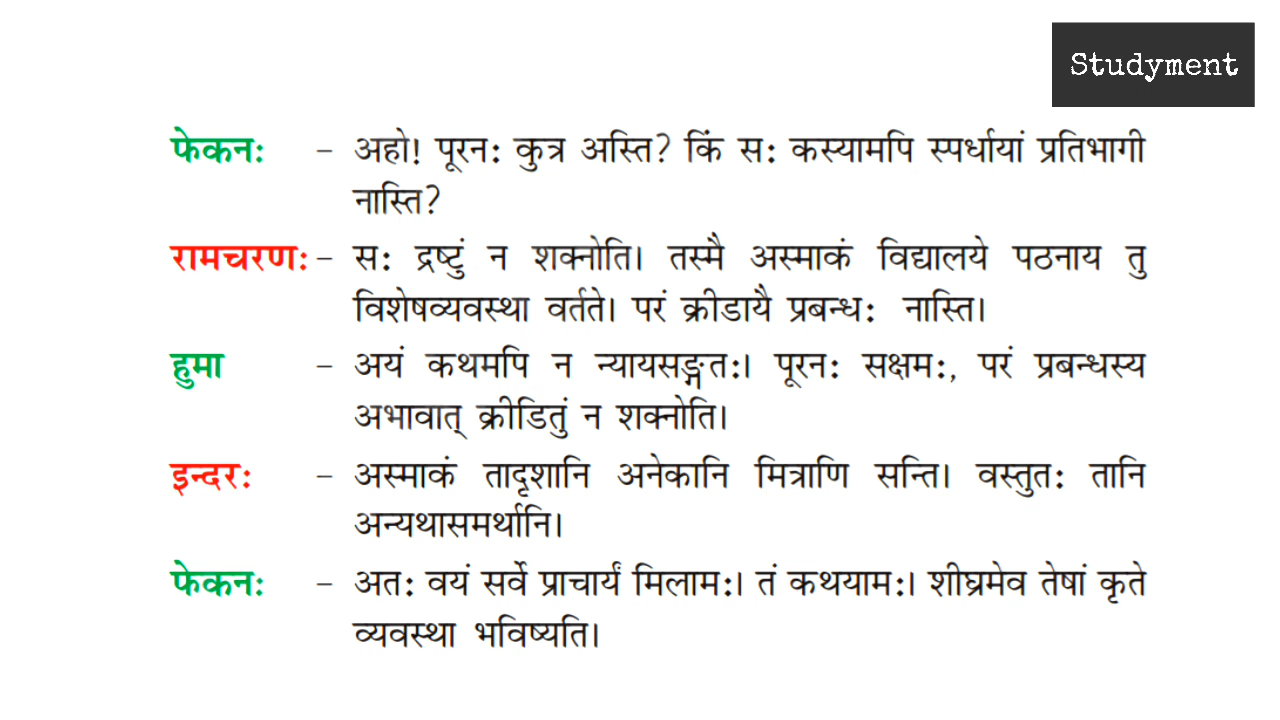 Studyment
फेकनः – अहो! पूरनः कुत्र अस्ति? किं सः कस्यामपि स्पर्धायां प्रतिभागी
नास्ति?
रामचरणः – सः द्रष्टुं न शक्नोति। तस्मै अस्माकं विद्यालये पठनाय तु
विशेषव्यवस्था वर्तते। परं क्रीडायै प्रबन्धः नास्ति।
हुमा – अयं कथमपि न न्यायसङ्गतः। पूरनः सक्षमः, परं प्रबन्धस्य
अभावात् क्रीडितुं न शक्नोति।
इन्दरः – अस्माकं तादृशानि अनेकानि मित्राणि सन्ति। वस्तुतः तानि
अन्यथासमर्थानि।
फेकनः – अतः वयं सर्वे प्राचार्यं मिलामः। तं कथयामः। शीघ्रमेव तेषां कृते
व्यवस्था भविष्यति।